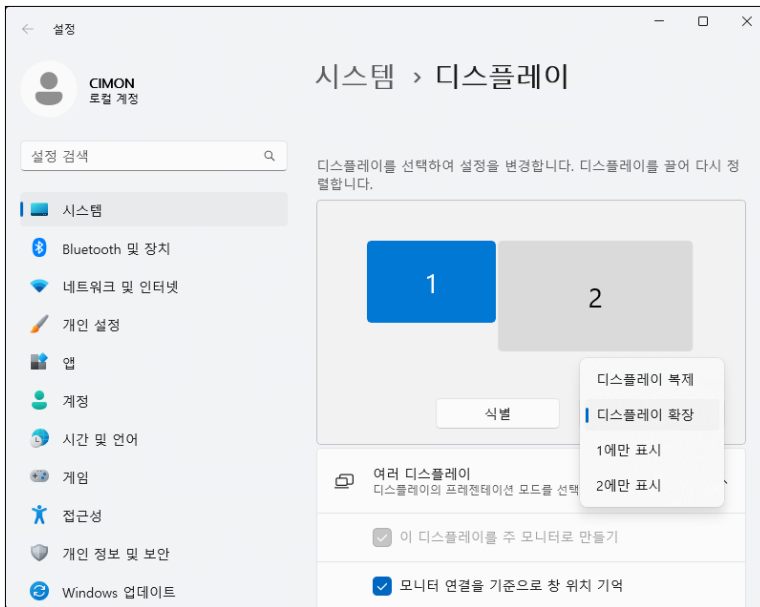 설정
CIMON
로컬 계정
설정 검색
시스템
Bluetooth 및 장치
네트워크 및 인터넷
개인 설정
앱
계정
시간 및 언어
게임
접근성
개인 정보 및 보안
Windows 업데이트
시스템 › 디스플레이
디스플레이를 선택하여 설정을 변경합니다. 디스플레이를 끌어 다시 정
렬합니다.
1
2
식별
디스플레이 복제
디스플레이 확장
1에만 표시
2에만 표시
여러 디스플레이
디스플레이의 프레젠테이션 모드를 선택
이 디스플레이를 주 모니터로 만들기
모니터 연결을 기준으로 창 위치 기억